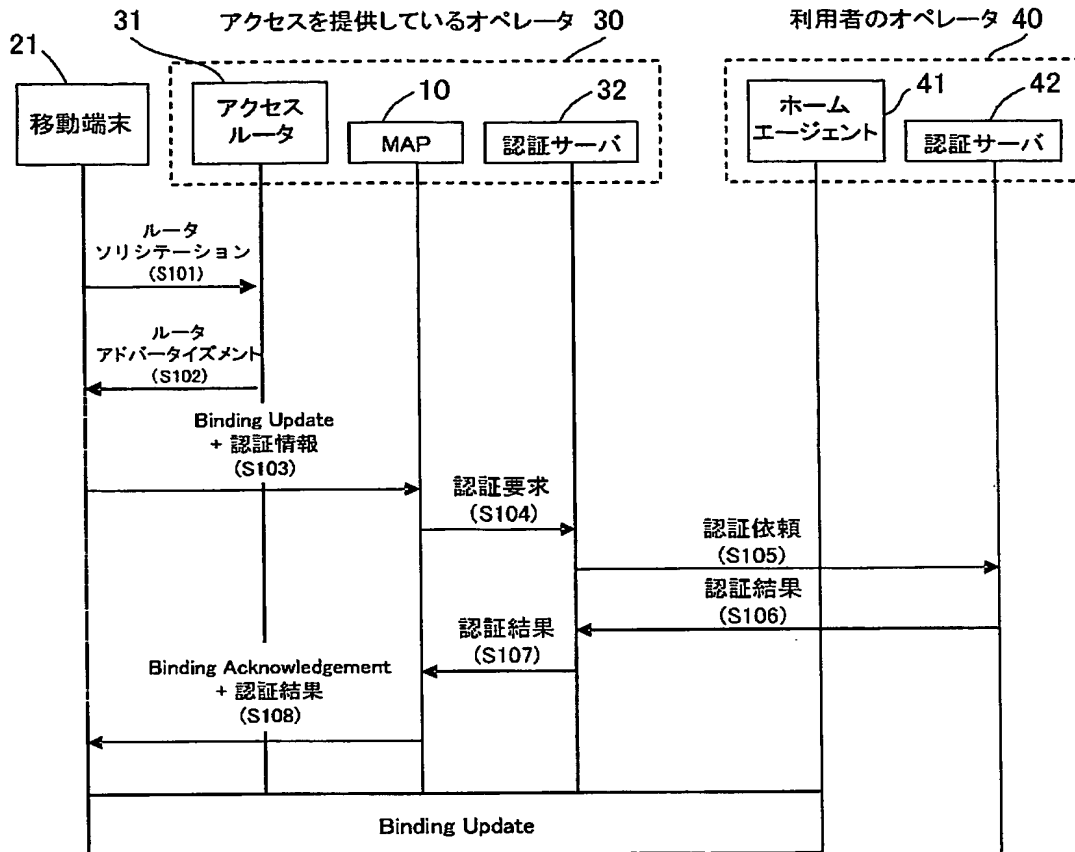 アクセスを提供しているオペレータ 30
利用者のオペレータ 40
21
31
10
32
41
42
移動端末
アクセス
ルータ
MAP
認証サーバ
ホーム
エージェント
認証サーバ
ルータ
ソリシテーション
(S101)
ルータ
アドバータイズメント
(S102)
Binding Update
+ 認証情報
(S103)
認証要求
(S104)
認証依頼
(S105)
認証結果
(S106)
認証結果
(S107)
Binding Acknowledgement
+ 認証結果
(S108)
Binding Update